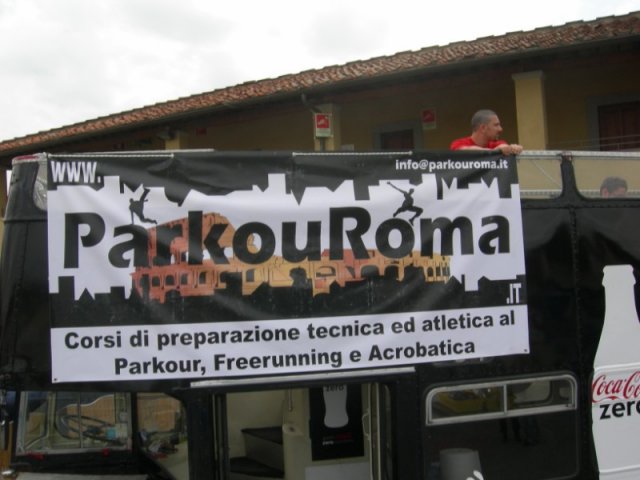 www.
info@parkouroma.it
ParkouRoma
.IT
Corsi di preparazione tecnica ed atletica al
Parkour, Freerunning e Acrobatica
Coca-Cola
zero
zero